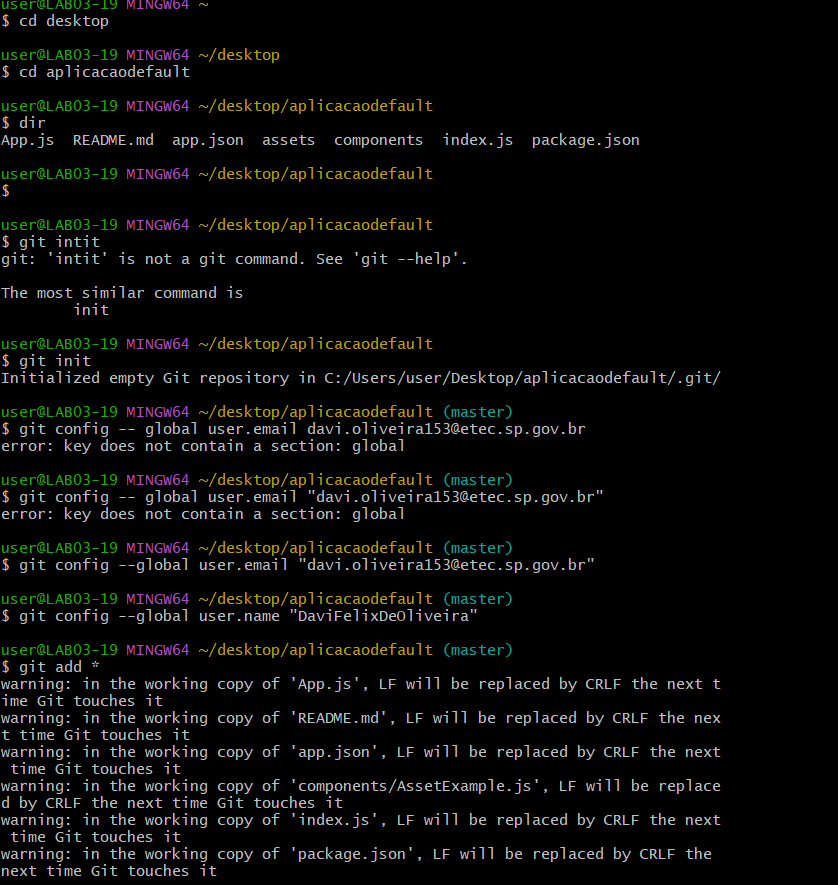 user@LAB03-19 MINGW64 ~
$ cd desktop
user@LAB03-19 MINGW64 ~/desktop
$ cd aplicacaodefault
user@LAB03-19 MINGW64 ~/desktop/aplicacaodefault
$ dir
App.js  README.md  app.json  assets  components  index.js  package.json
user@LAB03-19 MINGW64 ~/desktop/aplicacaodefault
$
user@LAB03-19 MINGW64 ~/desktop/aplicacaodefault
$ git intit
git: 'intit' is not a git command. See 'git --help'.
The most similar command is
init
user@LAB03-19 MINGW64 ~/desktop/aplicacaodefault
$ git init
Initialized empty Git repository in C:/Users/user/Desktop/aplicacaodefault/.git/
user@LAB03-19 MINGW64 ~/desktop/aplicacaodefault (master)
$ git config -- global user.email davi.oliveira153@etec.sp.gov.br
error: key does not contain a section: global
user@LAB03-19 MINGW64 ~/desktop/aplicacaodefault (master)
$ git config -- global user.email "davi.oliveira153@etec.sp.gov.br"
error: key does not contain a section: global
user@LAB03-19 MINGW64 ~/desktop/aplicacaodefault (master)
$ git config --global user.email "davi.oliveira153@etec.sp.gov.br"
user@LAB03-19 MINGW64 ~/desktop/aplicacaodefault (master)
$ git config --global user.name "DaviFelixDeOliveira"
user@LAB03-19 MINGW64 ~/desktop/aplicacaodefault (master)
$ git add *
warning: in the working copy of 'App.js', LF will be replaced by CRLF the next t
ime Git touches it
warning: in the working copy of 'README.md', LF will be replaced by CRLF the nex
t time Git touches it
warning: in the working copy of 'app.json', LF will be replaced by CRLF the next
time Git touches it
warning: in the working copy of 'components/AssetExample.js', LF will be replace
d by CRLF the next time Git touches it
warning: in the working copy of 'index.js', LF will be replaced by CRLF the next
time Git touches it
warning: in the working copy of 'package.json', LF will be replaced by CRLF the
next time Git touches it